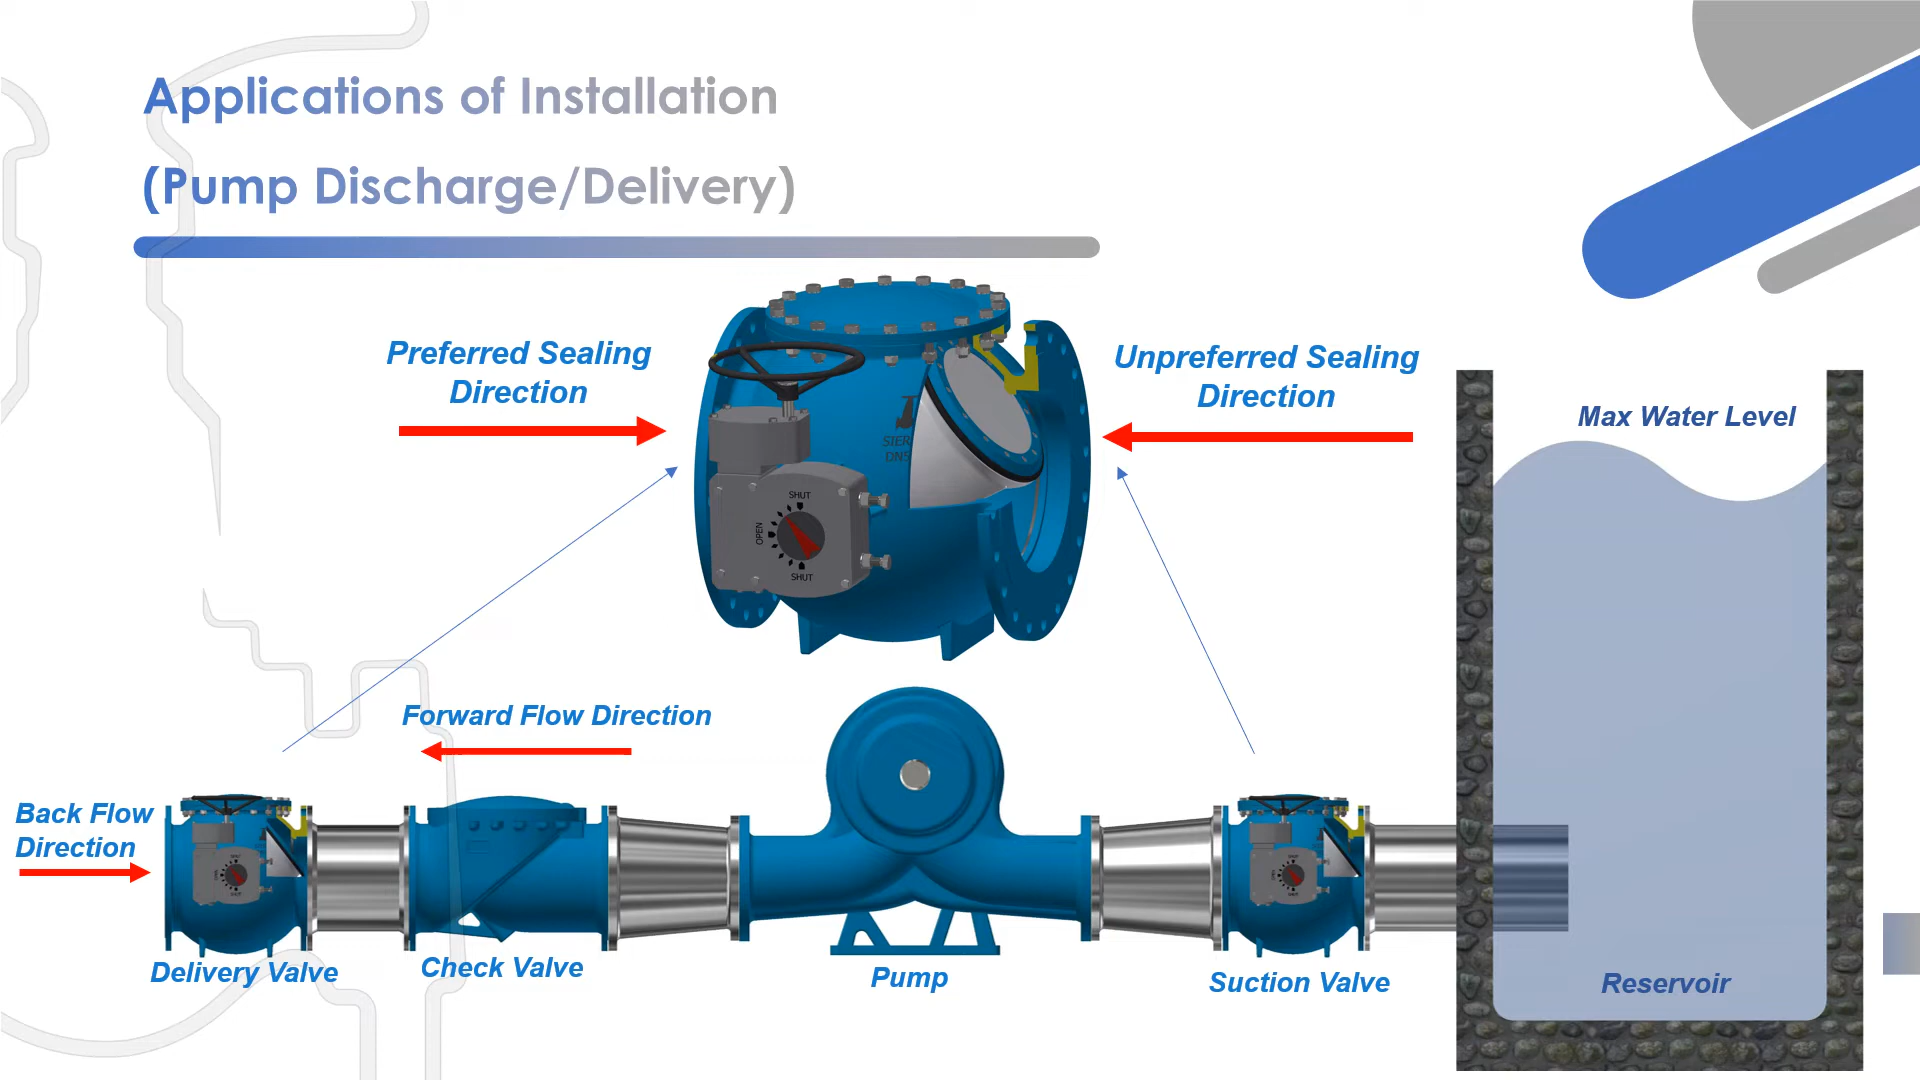 Applications of Installation
(Pump Discharge/Delivery)
Preferred Sealing
Direction
Unpreferred Sealing
Direction
Max Water Level
SHUT
OPEN
SHUT
Forward Flow Direction
Back Flow
Direction
Delivery Valve
Check Valve
Pump
Suction Valve
Reservoir